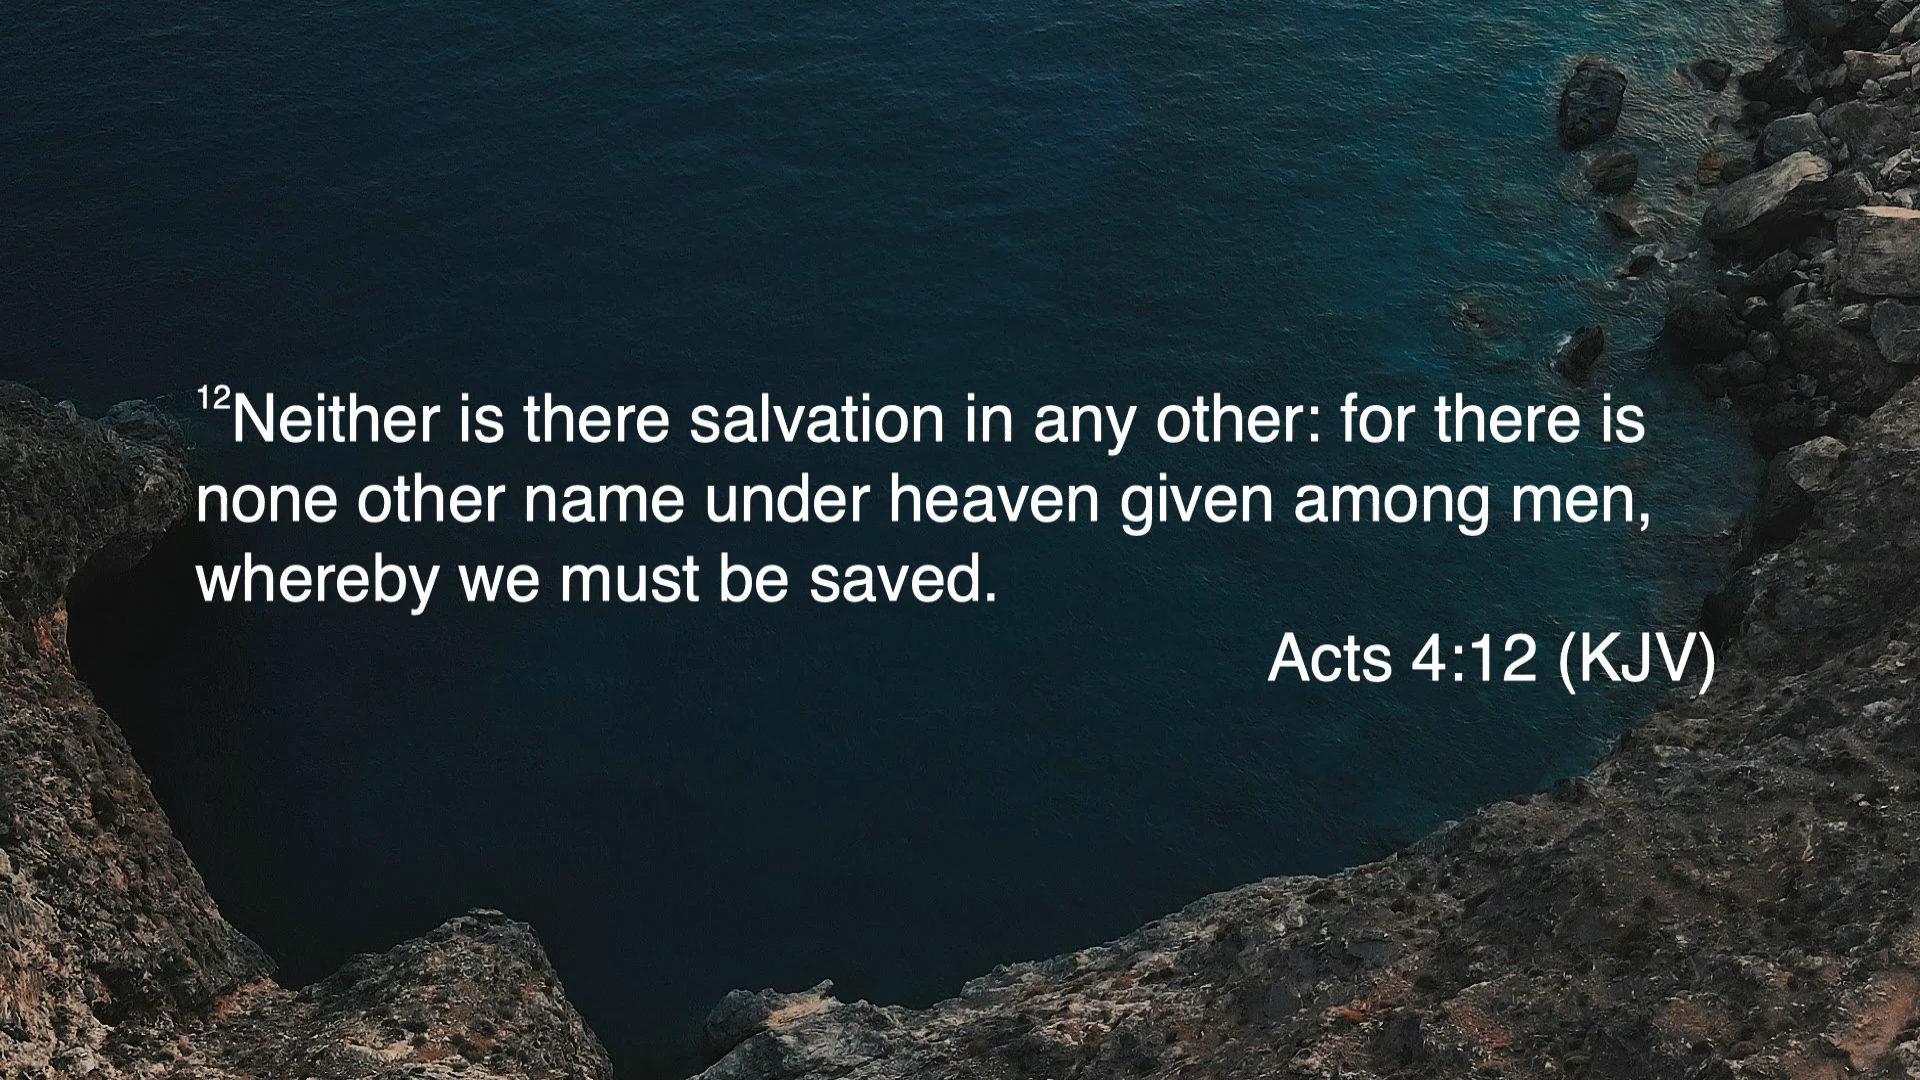 12Neither is there salvation in any other: for there is
none other name under heaven given among men,
whereby we must be saved.
Acts 4:12 (KJV)